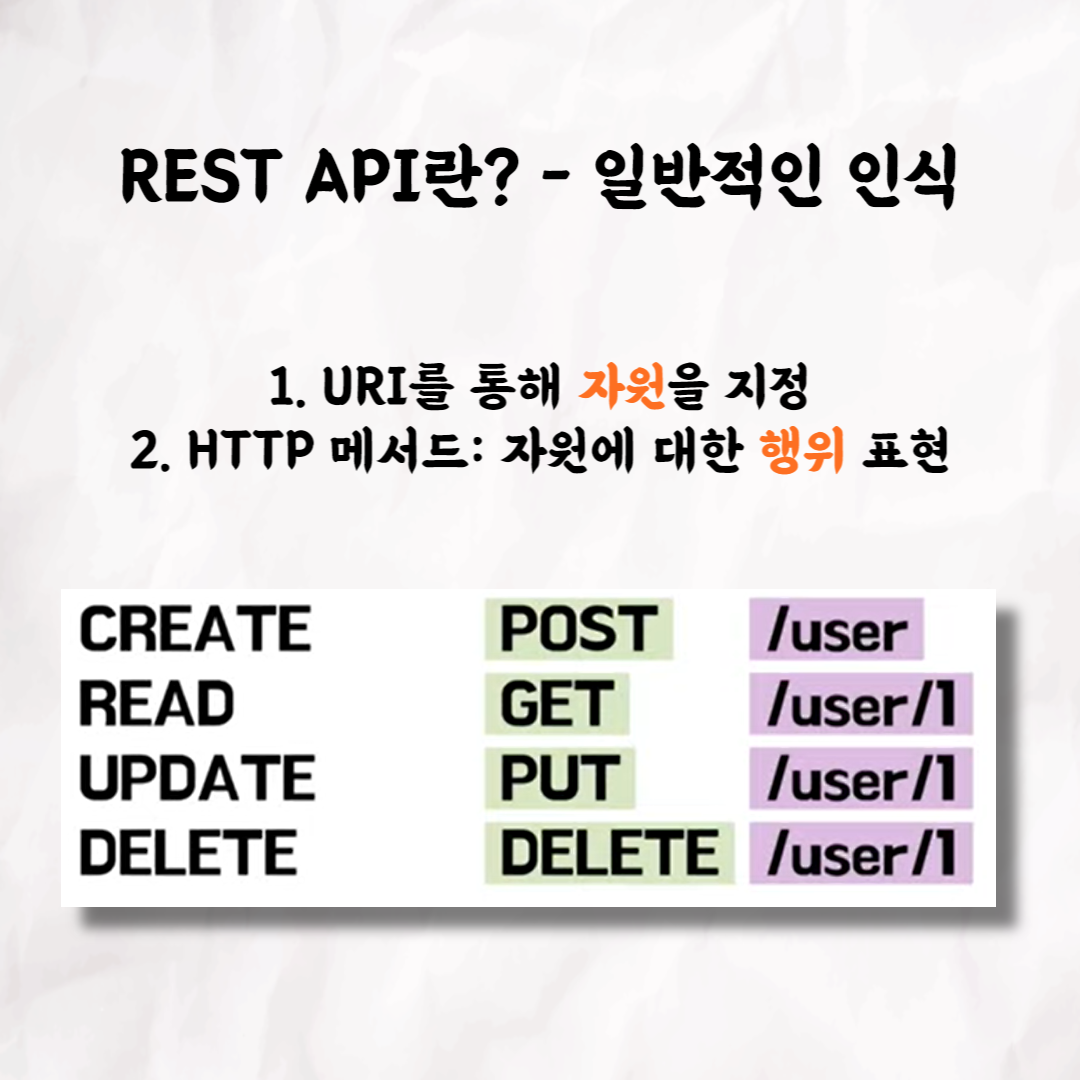 REST API란? - 일반적인 인식
1. URI를 통해 자원을 지정
2. HTTP 메서드: 자원에 대한 행위 표현
CREATE POST /user
READ GET /user/1
UPDATE PUT /user/1
DELETE DELETE /user/1